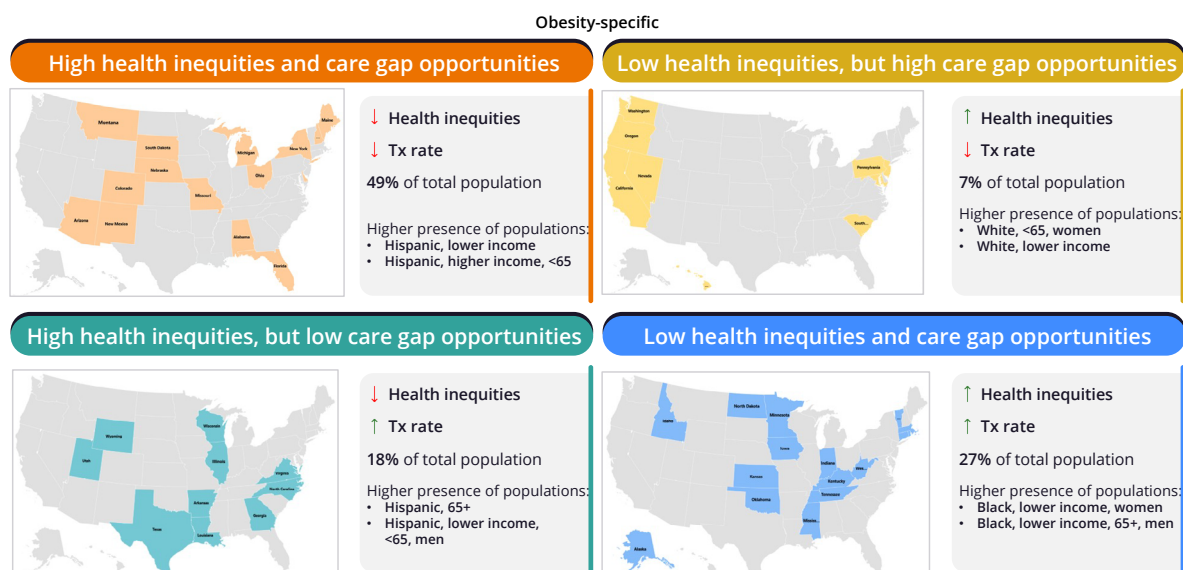 Obesity-specific
High health inequities and care gap opportunities
Montana
Maine
South Dakota
Michigan
New York
Nebraska
Ohio
Colorado
Missouri
Arizona
New Mexico
Alabama
Florida
↓ Health inequities
↓ Tx rate
49% of total population
Higher presence of populations:
• Hispanic, lower income
• Hispanic, higher income, <65
Low health inequities, but high care gap opportunities
Washington
Oregon
Nevada
California
Pennsylvania
South...
↑ Health inequities
↓ Tx rate
7% of total population
Higher presence of populations:
• White, <65, women
• White, lower income
High health inequities, but low care gap opportunities
Wisconsin
Wyoming
Utah
Illinois
Virginia
North Carolina
Arkansas
Georgia
Texas
Louisiana
↓ Health inequities
↑ Tx rate
18% of total population
Higher presence of populations:
• Hispanic, 65+
• Hispanic, lower income,
<65, men
Low health inequities and care gap opportunities
North Dakota
Minnesota
Idaho
Iowa
Indiana
Kansas
Kentucky
Oklahoma
Tennessee
Missi...
Alaska
↑ Health inequities
↑ Tx rate
27% of total population
Higher presence of populations:
• Black, lower income, women
• Black, lower income, 65+, men